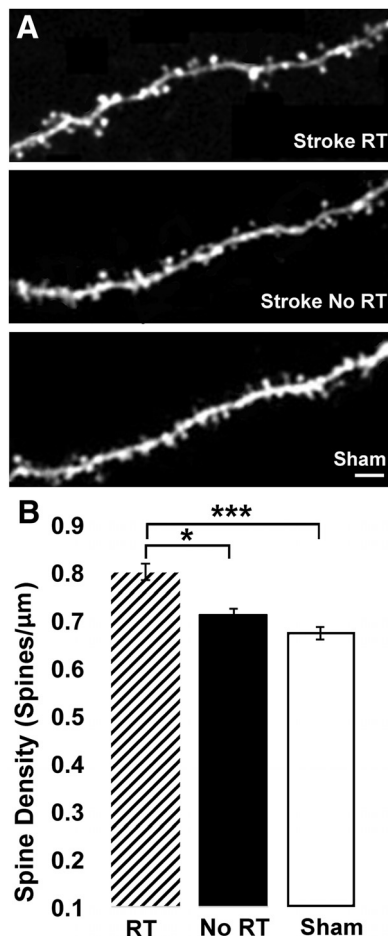 A
Stroke RT
Stroke No RT
Sham
B
***
*
0.9
0.8
0.7
0.6
0.5
0.4
0.3
0.2
0.1
Spine Density (Spines/μm)
RT No RT Sham